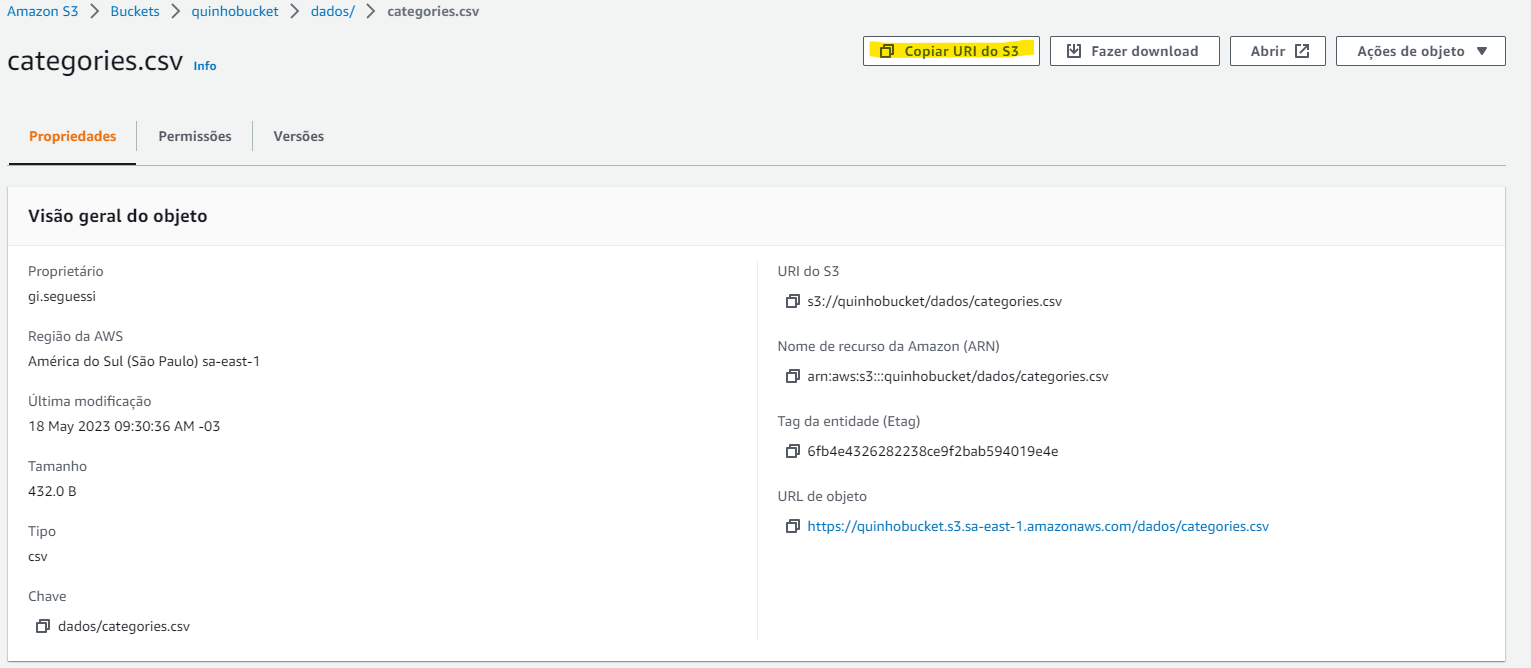 Amazon S3 > Buckets > quinhobucket > dados/ > categories.csv
categories.csv Info
Copiar URI do S3
Fazer download
Abrir
Ações de objeto
Propriedades
Permissões
Versões
Visão geral do objeto
Proprietário
gi.seguessi
Região da AWS
América do Sul (São Paulo) sa-east-1
Última modificação
18 May 2023 09:30:36 AM -03
Tamanho
432.0 B
Tipo
csv
Chave
dados/categories.csv
URI do S3
s3://quinhobucket/dados/categories.csv
Nome de recurso da Amazon (ARN)
arn:aws:s3:::quinhobucket/dados/categories.csv
Tag da entidade (Etag)
6fb4e4326282238ce9f2bab594019e4e
URL de objeto
https://quinhobucket.s3.sa-east-1.amazonaws.com/dados/categories.csv